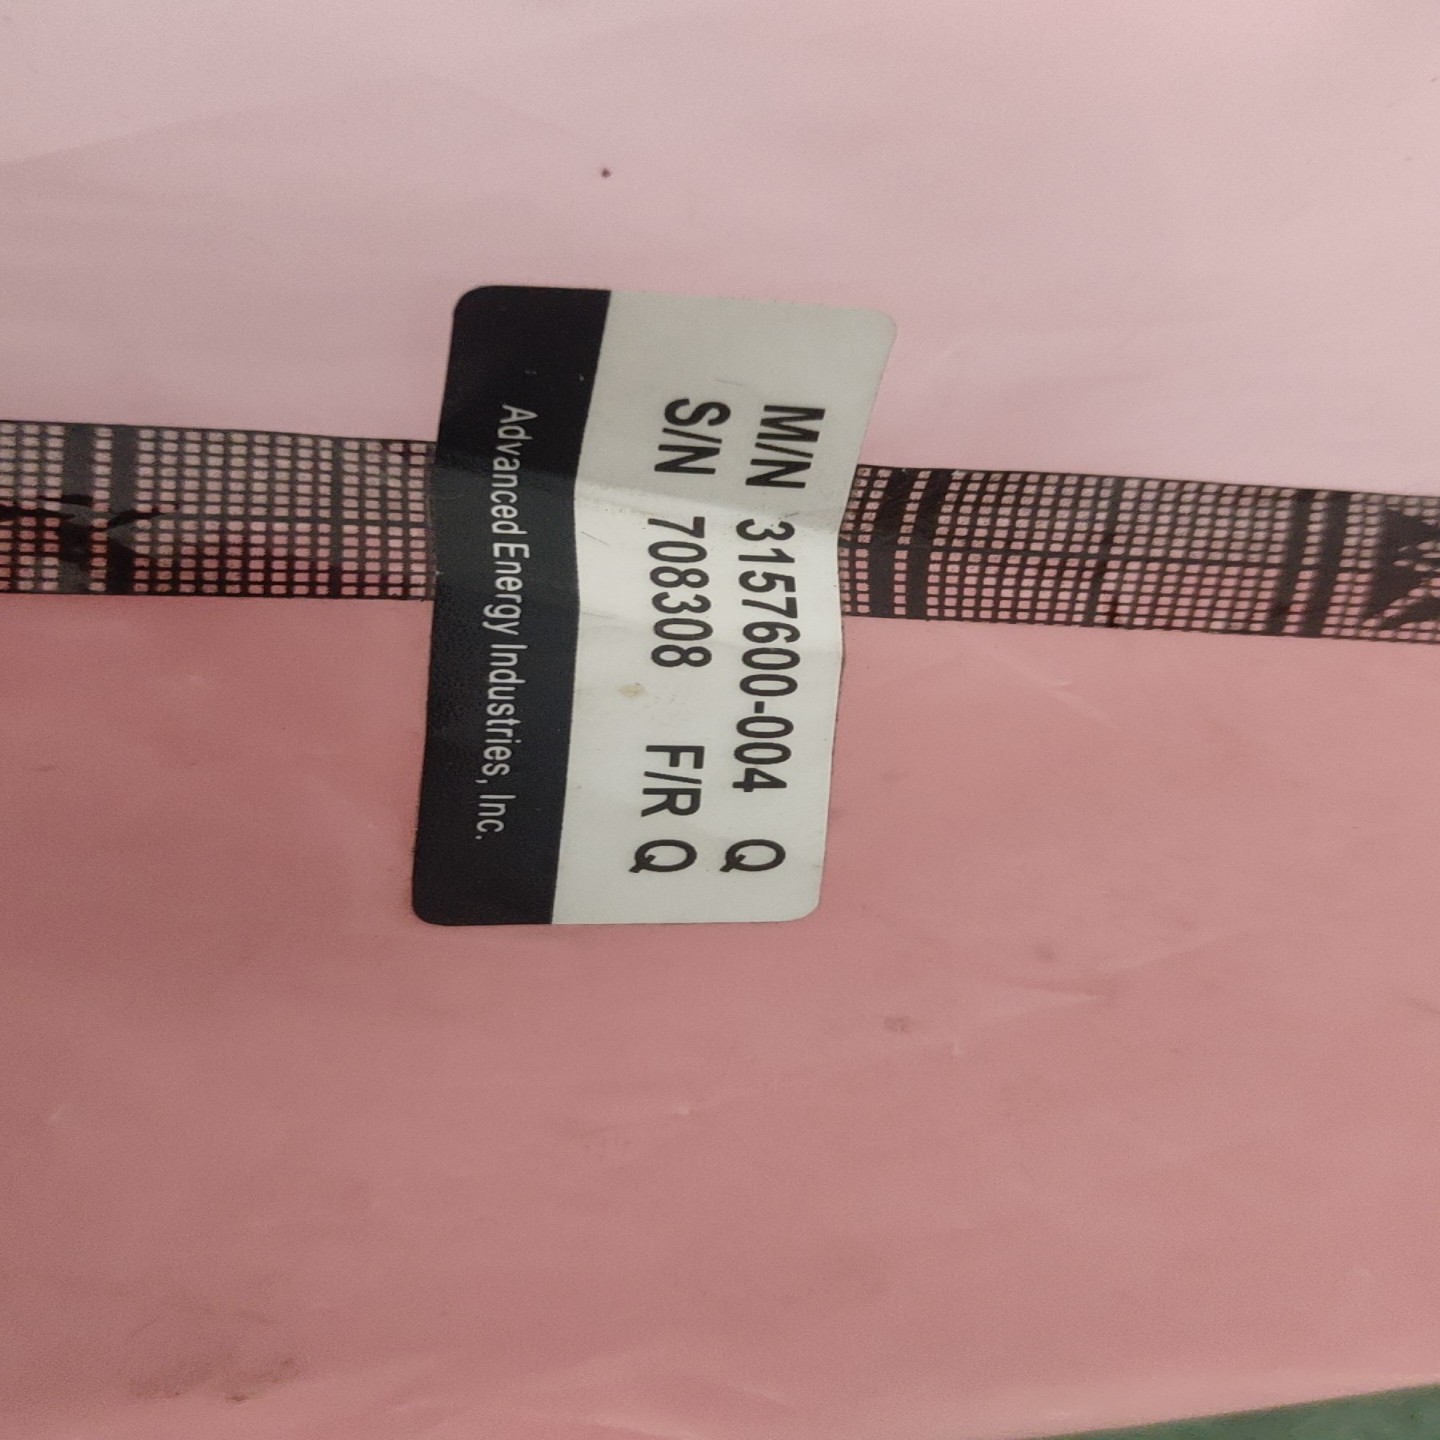 M/N 3157600-004 Q
S/N 708308 F/R Q
Advanced Energy Industries, Inc.